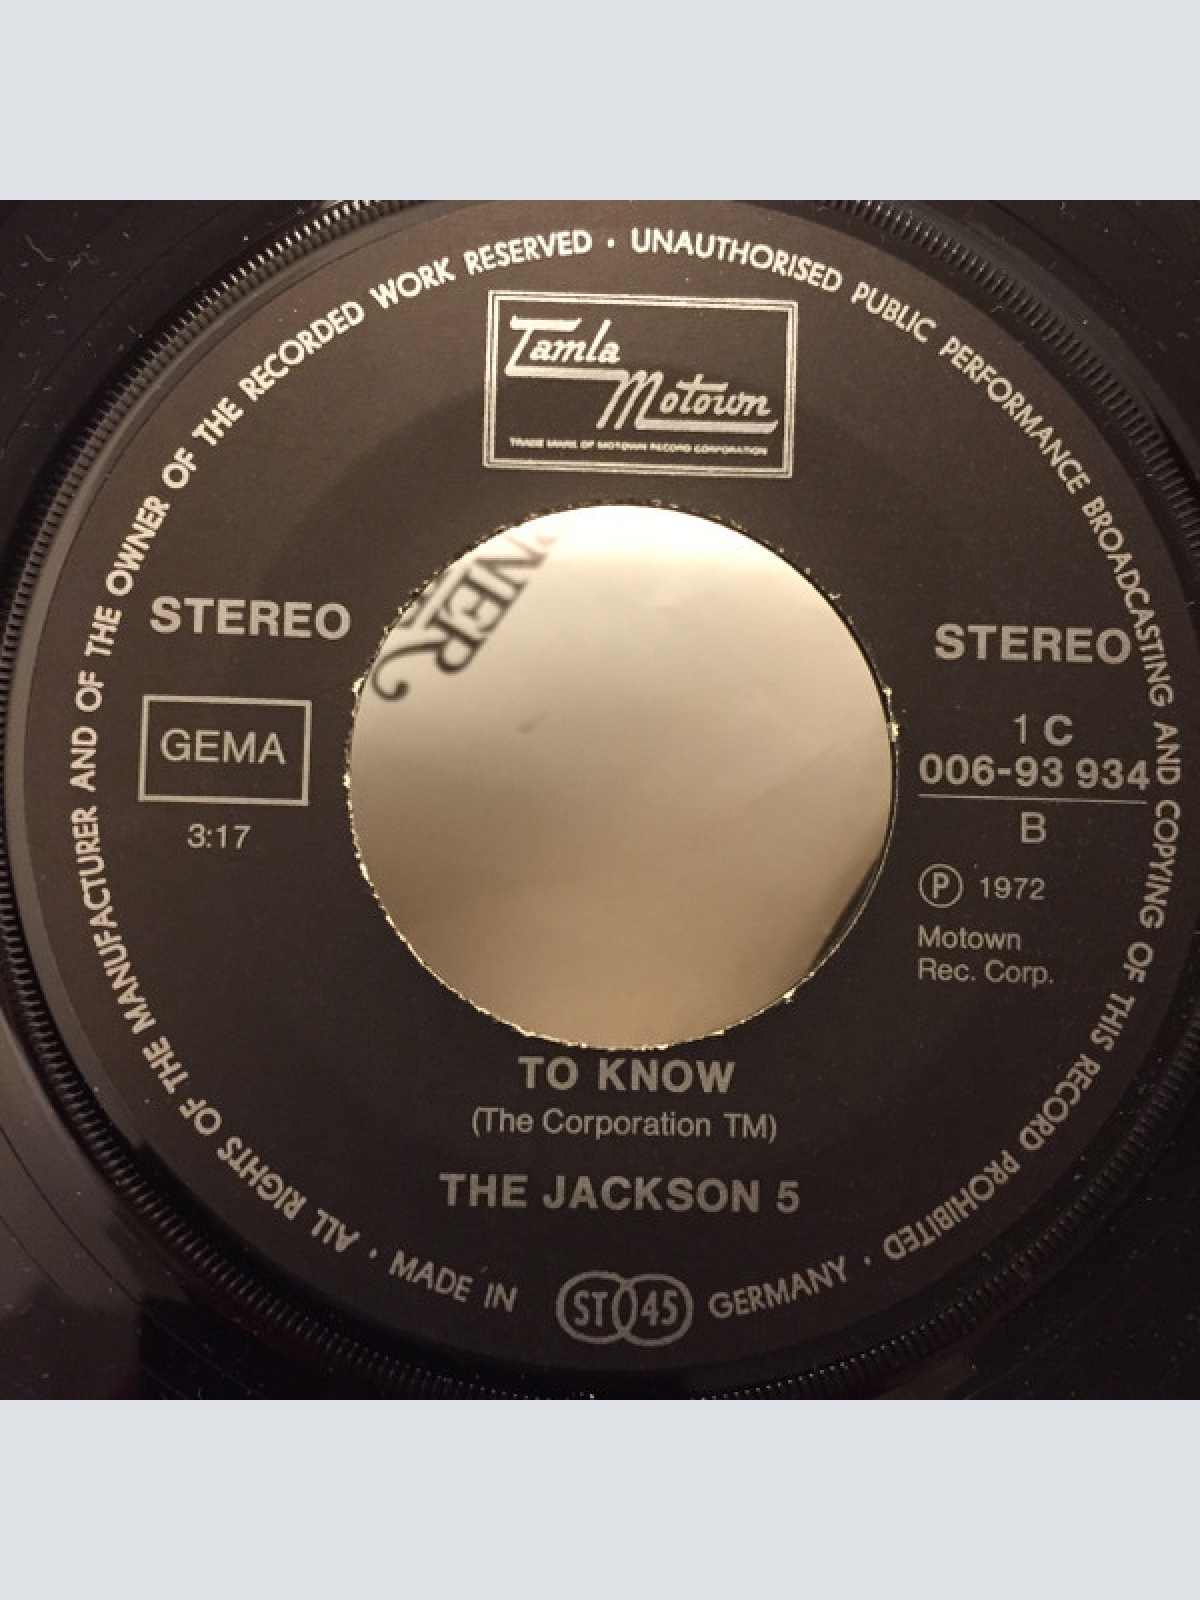 ALL RIGHTS OF THE MANUFACTURER AND OF THE OWNER OF THE RECORDED WORK RESERVED · UNAUTHORISED PUBLIC PERFORMANCE BROADCASTING AND COPYING OF THIS RECORD PROHIBITED ·
Tamla
Motown
TRADE MARK OF MOTOWN RECORD CORPORATION
NER
STEREO
GEMA
3:17
STEREO
1 C
006-93 934
B
Ⓟ 1972
Motown
Rec. Corp.
TO KNOW
(The Corporation TM)
THE JACKSON 5
· MADE IN ST 45 GERMANY ·